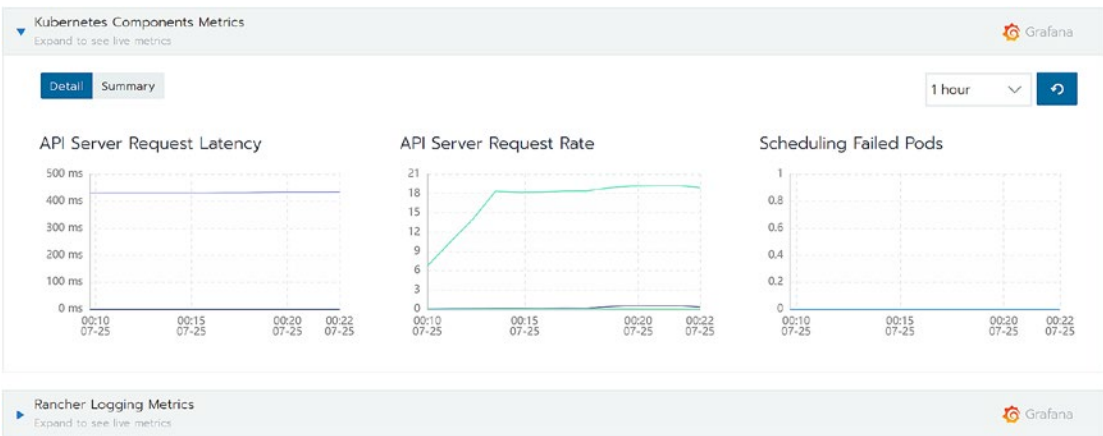 Kubernetes Components Metrics
Expand to see live metrics
Grafana
Detail Summary
1 hour
API Server Request Latency
500 ms
400 ms
300 ms
200 ms
100 ms
0 ms
00:10 00:15 00:20 00:22
07-25 07-25 07-25 07-25
API Server Request Rate
21
18
15
12
9
6
3
0
00:10 00:15 00:20 00:22
07-25 07-25 07-25 07-25
Scheduling Failed Pods
1
0.8
0.6
0.4
0.2
0
00:10 00:15 00:20 00:22
07-25 07-25 07-25 07-25
Rancher Logging Metrics
Expand to see live metrics
Grafana